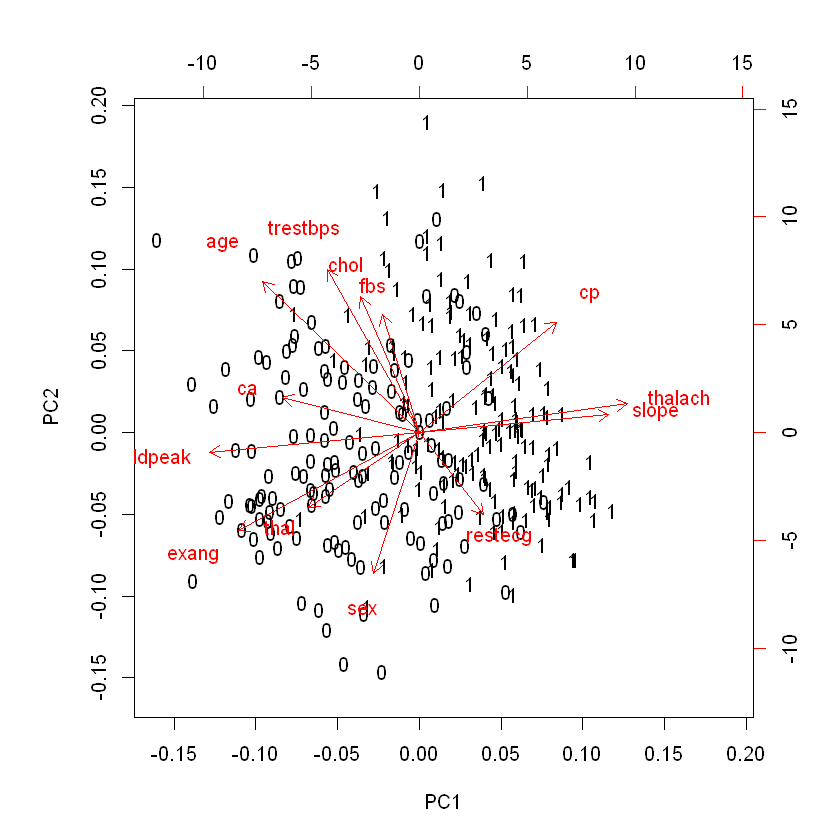 -10 -5 0 5 10 15
0.20
0.15
0.10
0.05
0.00
-0.05
-0.10
-0.15
PC2
15
10
5
0
-5
-10
trestbps
age
chol
fbs
cp
ca
thalach
slope
ldpeak
thal
restecg
exang
sex
-0.15 -0.10 -0.05 0.00 0.05 0.10 0.15 0.20
PC1